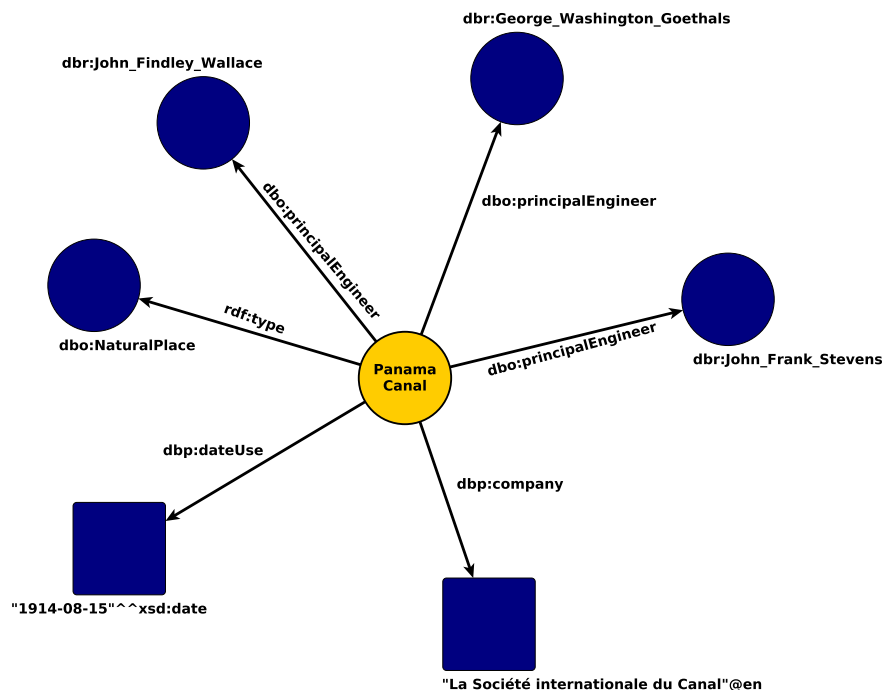 dbr:George_Washington_Goethals
dbr:John_Findley_Wallace
dbo:principalEngineer
dbo:principalEngineer
rdf:type
dbo:NaturalPlace
dbo:principalEngineer
dbr:John_Frank_Stevens
Panama
Canal
dbp:dateUse
dbp:company
"1914-08-15"^^xsd:date
"La Société internationale du Canal"@en